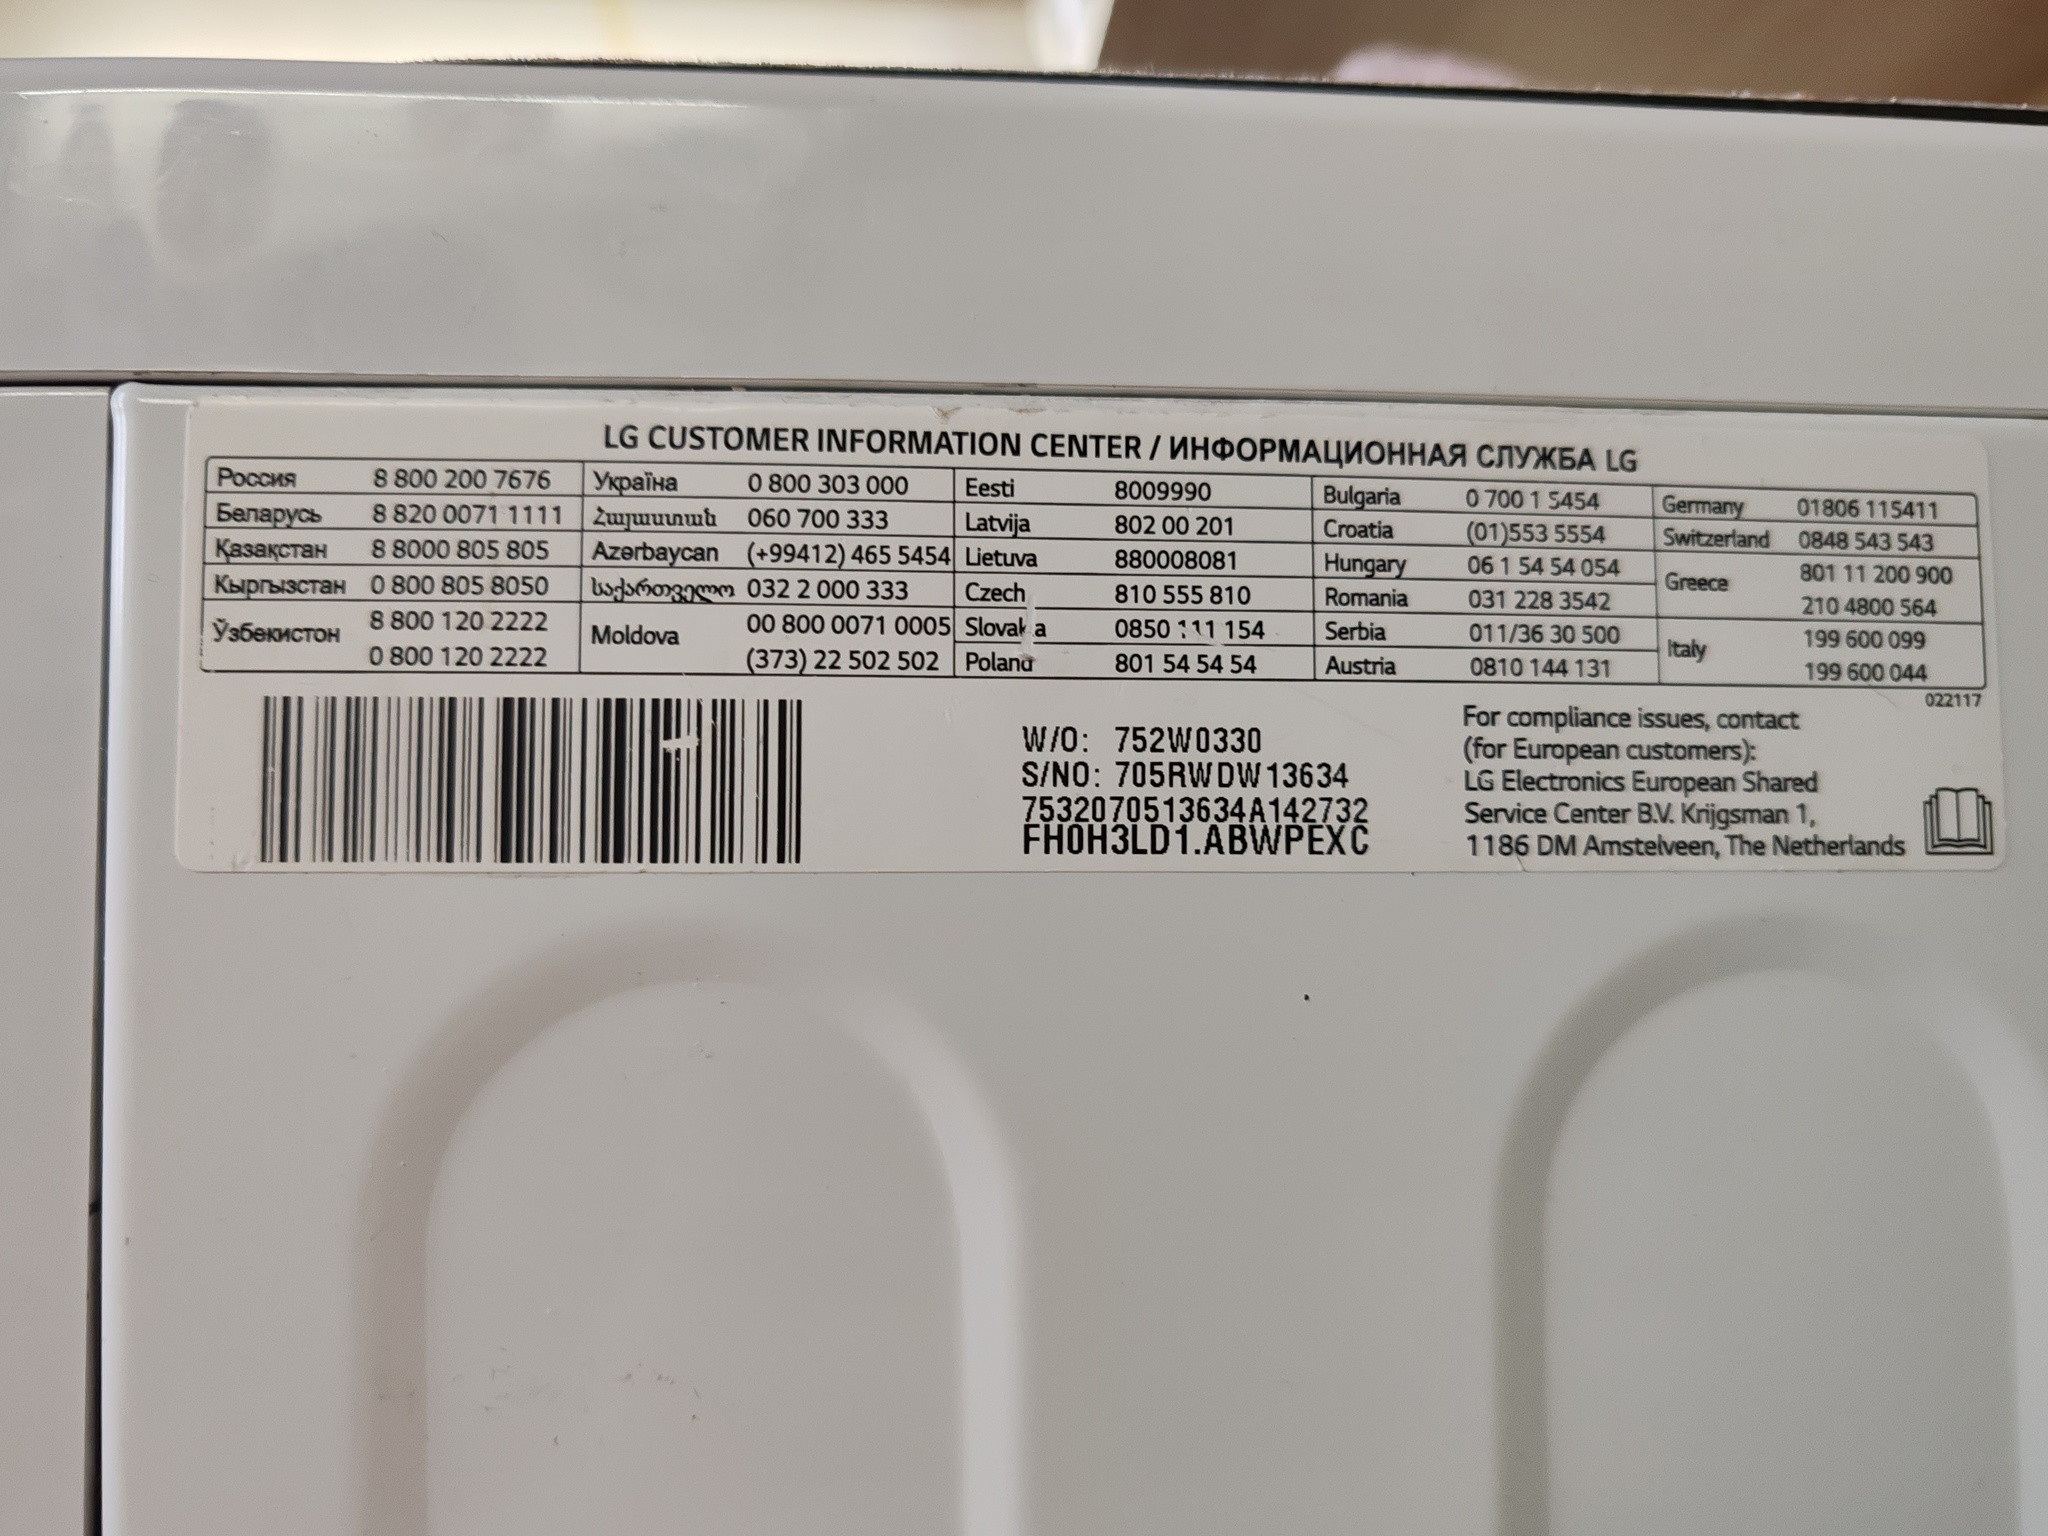 LG CUSTOMER INFORMATION CENTER / ИНФОРМАЦИОННАЯ СЛУЖБА LG
Россия 8 800 200 7676
Беларусь 8 820 0071 1111
Қазақстан 8 8000 805 805
Кыргызстан 0 800 805 8050
Ўзбекистон 8 800 120 2222
0 800 120 2222
Україна 0 800 303 000
Հայաստան 060 700 333
Azərbaycan (+99412) 465 5454
საქართველო 032 2 000 333
Moldova 00 800 0071 0005
(373) 22 502 502
Eesti 8009990
Latvija 802 00 201
Lietuva 880008081
Czech 810 555 810
Slovakia 0850 111 154
Poland 801 54 54 54
Bulgaria 0 700 1 5454
Croatia (01)553 5554
Hungary 06 1 54 54 054
Romania 031 228 3542
Serbia 011/36 30 500
Austria 0810 144 131
Germany 01806 115411
Switzerland 0848 543 543
Greece 801 11 200 900
210 4800 564
Italy 199 600 099
199 600 044
022117
W/O: 752W0330
S/NO: 705RWDW13634
7532070513634A142732
FH0H3LD1.ABWPEXC
For compliance issues, contact
(for European customers):
LG Electronics European Shared
Service Center B.V. Krijgsman 1,
1186 DM Amstelveen, The Netherlands